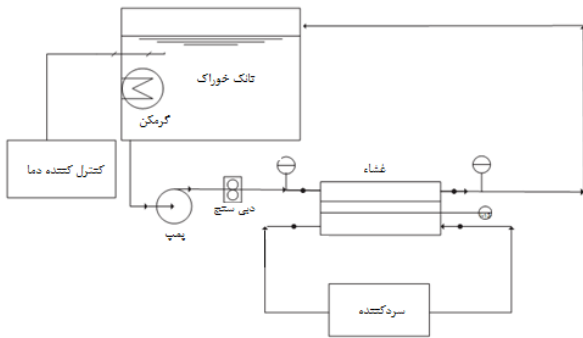 تانک خوراک
گرمکن
کنترل کننده دما
غشاء
دبی سنج
پمپ
سردکننده